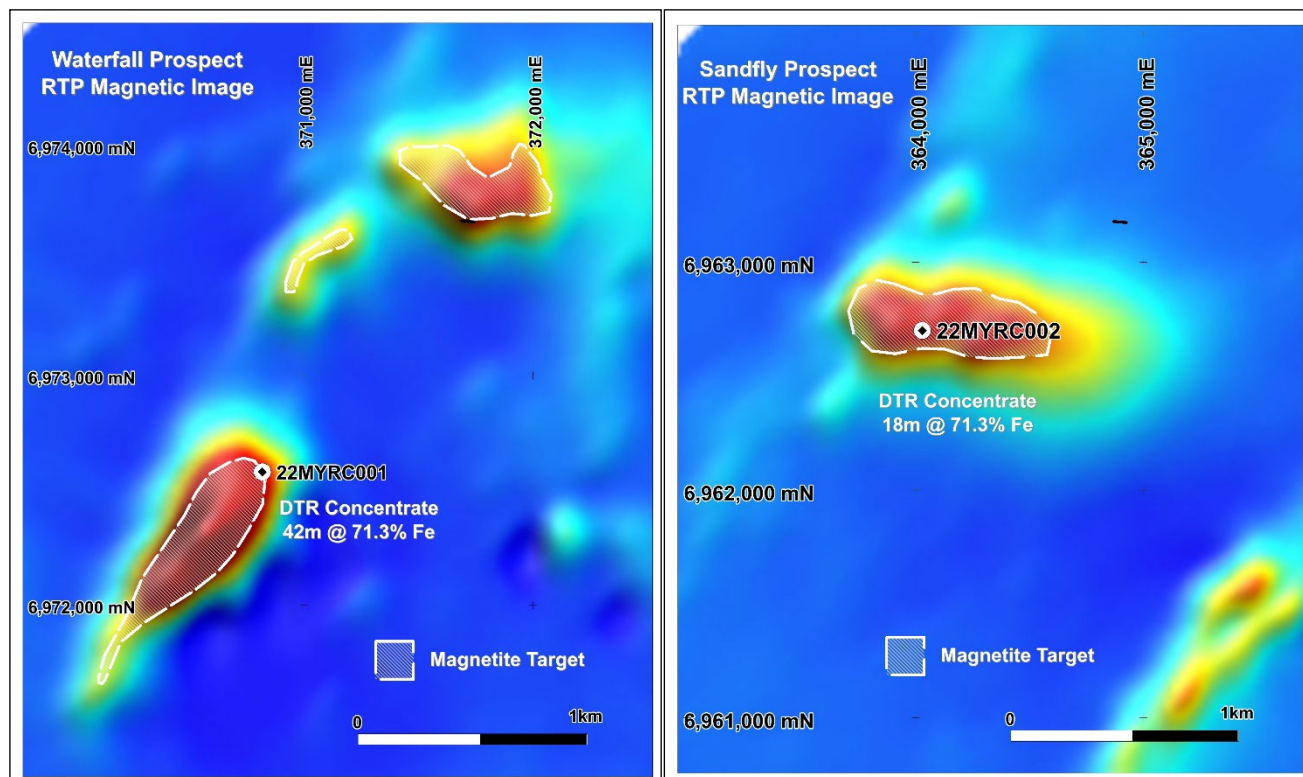 Waterfall Prospect
RTP Magnetic Image
371,000 mE
372,000 mE
6,974,000 mN
6,973,000 mN
22MYRC001
DTR Concentrate
42m @ 71.3% Fe
6,972,000 mN
Magnetite Target
0
1km
Sandfly Prospect
RTP Magnetic Image
364,000 mE
365,000 mE
6,963,000 mN
22MYRC002
DTR Concentrate
18m @ 71.3% Fe
6,962,000 mN
Magnetite Target
6,961,000 mN
0
1km